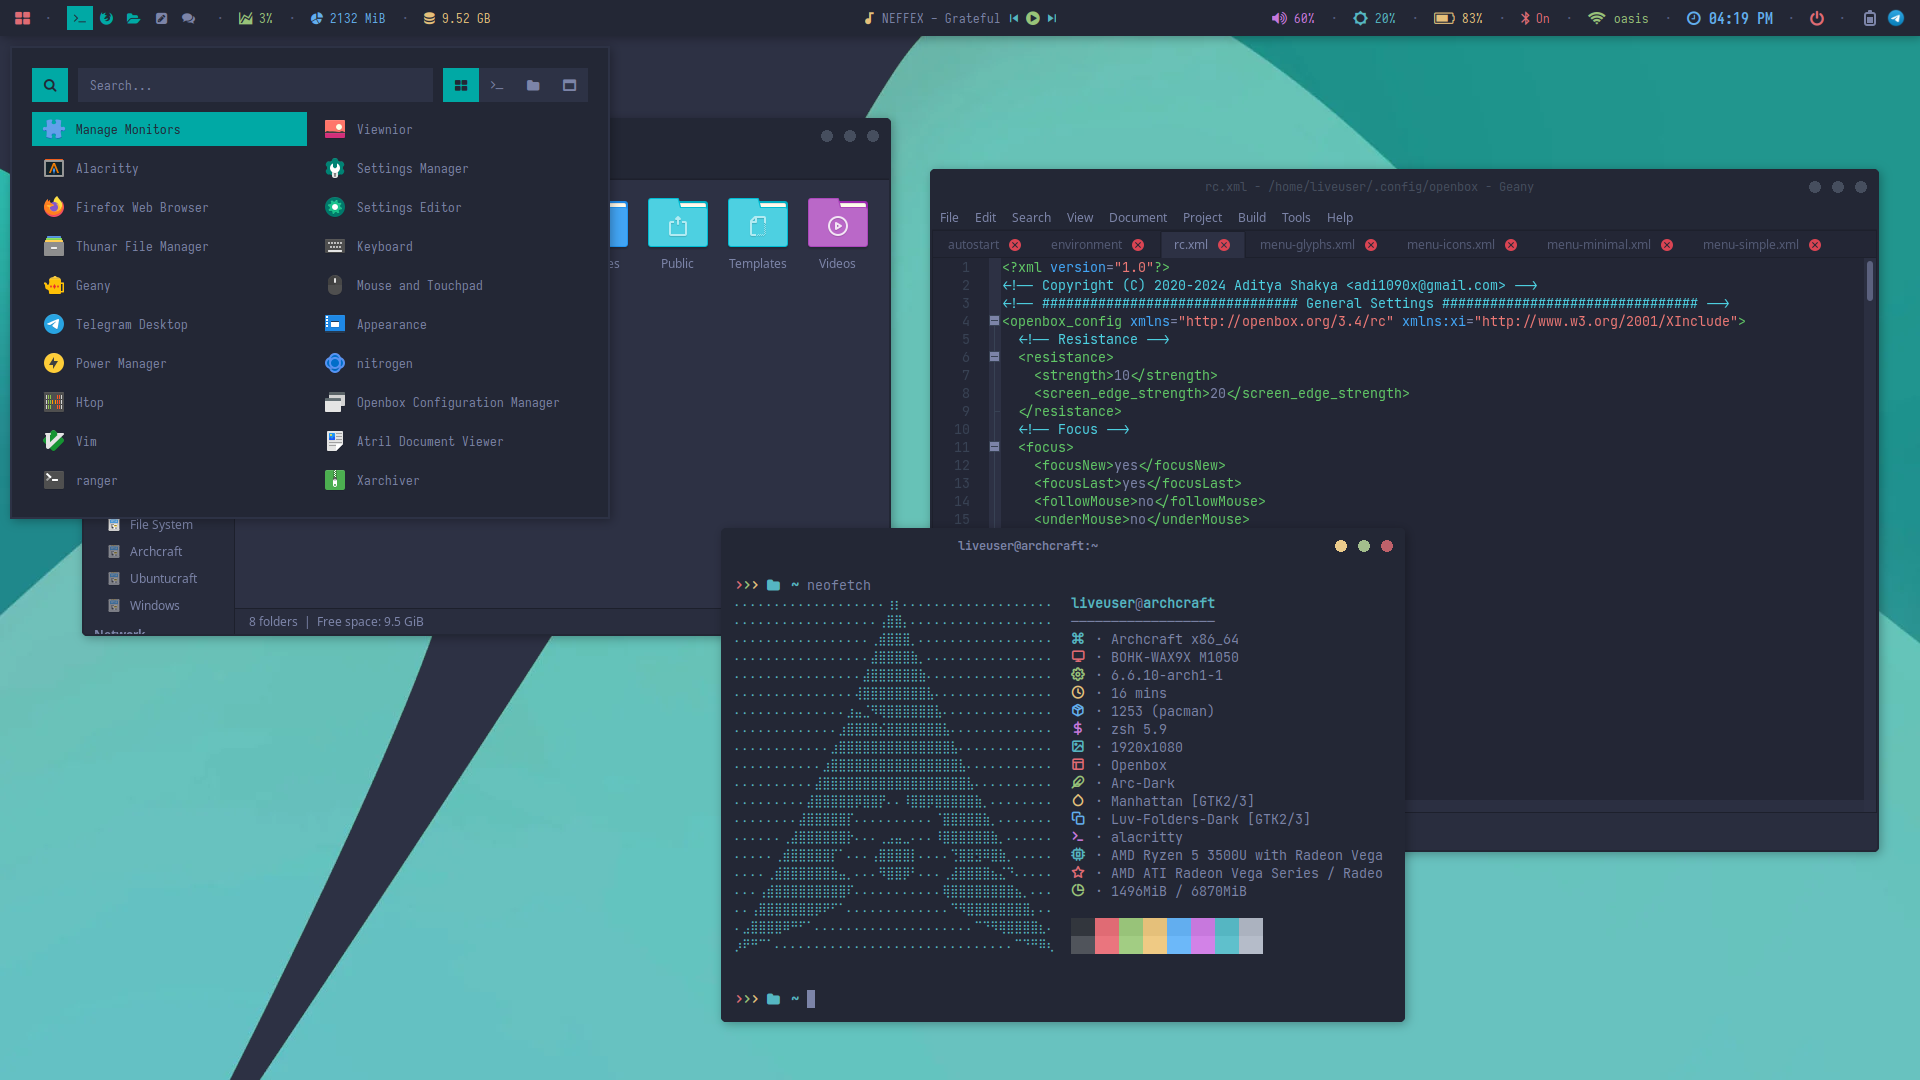 3%
2132 MiB
9.52 GB
NEFFEX - Grateful
60%
20%
83%
On
oasis
04:19 PM
Search...
Manage Monitors
Alacritty
Firefox Web Browser
Thunar File Manager
Geany
Telegram Desktop
Power Manager
Htop
Vim
ranger
Viewnior
Settings Manager
Settings Editor
Keyboard
Mouse and Touchpad
Appearance
nitrogen
Openbox Configuration Manager
Atril Document Viewer
Xarchiver
es
Public
Templates
Videos
File System
Archcraft
Ubuntucraft
Windows
Network
8 folders | Free space: 9.5 GiB
rc.xml - /home/liveuser/.config/openbox - Geany
File Edit Search View Document Project Build Tools Help
autostart environment rc.xml menu-glyphs.xml menu-icons.xml menu-minimal.xml menu-simple.xml
1 <?xml version="1.0"?>
2 <!-- Copyright (C) 2020-2024 Aditya Shakya <adi1090x@gmail.com> -->
3 <!-- ################################ General Settings ################################ -->
4 <openbox_config xmlns="http://openbox.org/3.4/rc" xmlns:xi="http://www.w3.org/2001/XInclude">
5 <!-- Resistance -->
6 <resistance>
7 <strength>10</strength>
8 <screen_edge_strength>20</screen_edge_strength>
9 </resistance>
10 <!-- Focus -->
11 <focus>
12 <focusNew>yes</focusNew>
13 <focusLast>yes</focusLast>
14 <followMouse>no</followMouse>
15 <underMouse>no</underMouse>
liveuser@archcraft:~
>>> ~ neofetch
liveuser@archcraft
· Archcraft x86_64
· BOHK-WAX9X M1050
· 6.6.10-arch1-1
· 16 mins
· 1253 (pacman)
· zsh 5.9
· 1920x1080
· Openbox
· Arc-Dark
· Manhattan [GTK2/3]
· Luv-Folders-Dark [GTK2/3]
· alacritty
· AMD Ryzen 5 3500U with Radeon Vega
· AMD ATI Radeon Vega Series / Radeo
· 1496MiB / 6870MiB
>>> ~